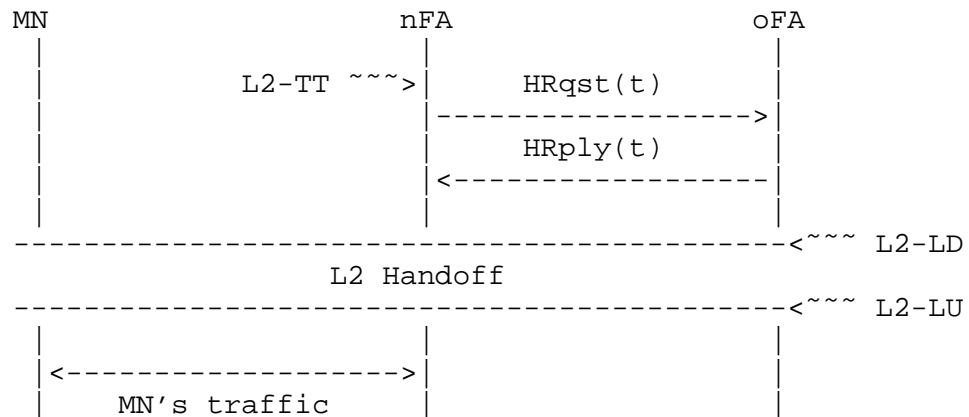 MN nFA oFA
L2-TT ~~~> HRqst(t)
HRply(t)
<~~~ L2-LD
L2 Handoff
<~~~ L2-LU
MN's traffic